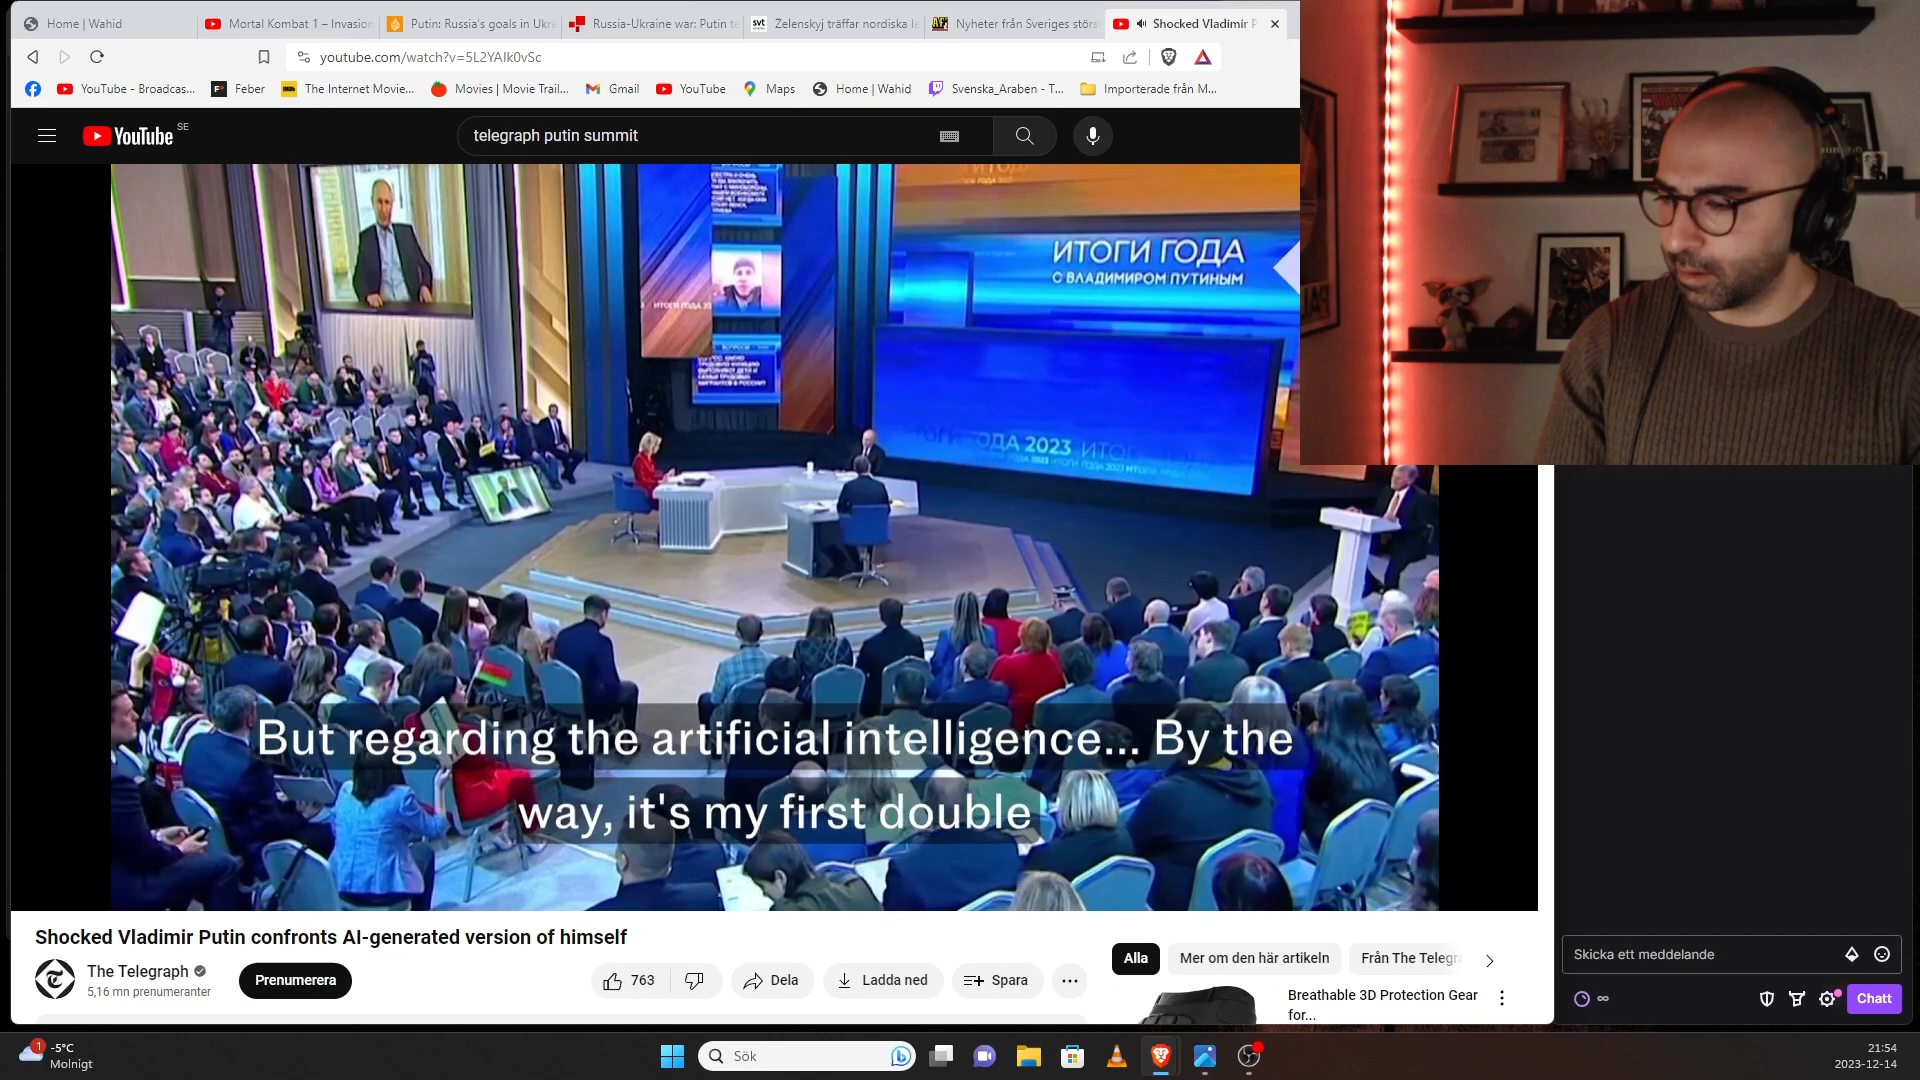 Home | Wahid
Mortal Kombat 1 – Invasion
Putin: Russia's goals in Ukra
Russia-Ukraine war: Putin te
Zelenskyj träffar nordiska le
Nyheter från Sveriges störs
Shocked Vladimir P
youtube.com/watch?v=5L2YAlk0vSc
YouTube - Broadcas...
Feber
The Internet Movie...
Movies | Movie Trail...
Gmail
YouTube
Maps
Home | Wahid
Svenska_Araben - T...
Importerade från M...
YouTube SE
telegraph putin summit
ИТОГИ ГОДА
С ВЛАДИМИРОМ ПУТИНЫМ
ГОДА 2023 ИТОГ
But regarding the artificial intelligence... By the
way, it's my first double
Shocked Vladimir Putin confronts AI-generated version of himself
The Telegraph
5,16 mn prenumeranter
Prenumerera
763
Dela
Ladda ned
Spara
Alla
Mer om den här artikeln
Från The Telegra
Breathable 3D Protection Gear
for...
Skicka ett meddelande
Chatt
1
-5°C
Molnigt
Sök
21:54
2023-12-14